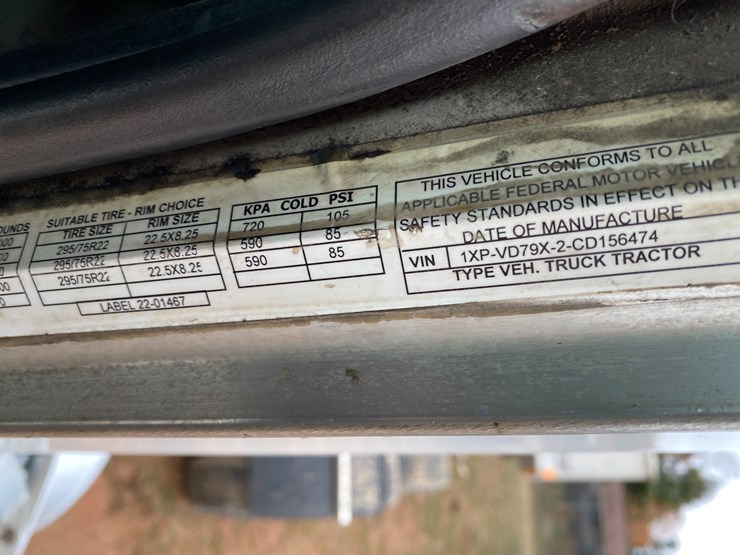 OUNDS
SUITABLE TIRE - RIM CHOICE
TIRE SIZE RIM SIZE
295/75R22 22.5X8.25
295/75R22 22.5X8.25
295/75R22 22.5X8.25
LABEL 22-01467
KPA COLD PSI
720 105
590 85
590 85
THIS VEHICLE CONFORMS TO ALL
APPLICABLE FEDERAL MOTOR VEHICLE
SAFETY STANDARDS IN EFFECT ON TH
DATE OF MANUFACTURE
VIN 1XP-VD79X-2-CD156474
TYPE VEH. TRUCK TRACTOR